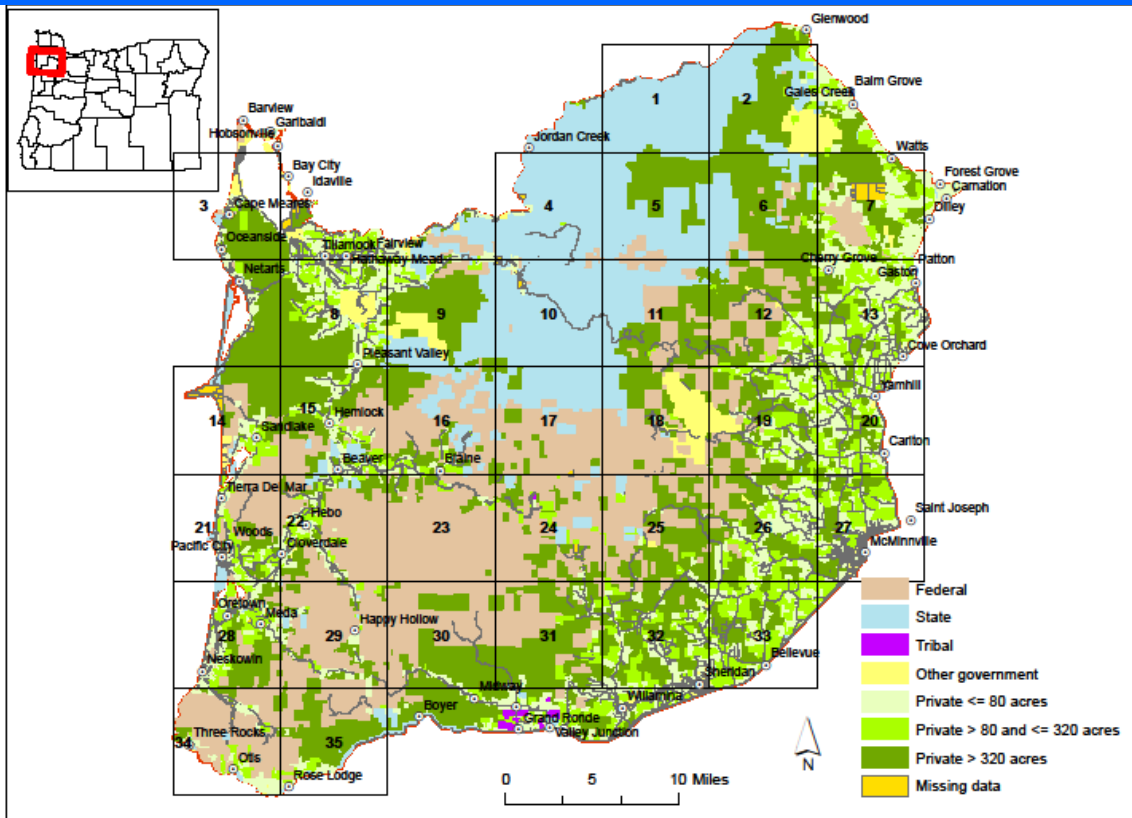 Glenwood
Balm Grove
Gales Creek
1
2
Barview
Garibaldi
Hobsonville
Jordan Creek
Watts
Bay City
Idaville
Forest Grove
Carnation
3
Cape Meares
4
5
6
7
Dilley
Oceanside
Tillamook
Fairview
Hathaway Mead
Netarts
Cherry Grove
Patton
Gaston
8
9
10
11
12
13
Pleasant Valley
Cove Orchard
Yamhill
14
15
Hemlock
16
17
18
19
20
Sandlake
Carlton
Beaver
Blaine
Tierra Del Mar
21
Woods
22
Hebo
23
24
25
26
27
Saint Joseph
Pacific City
Cloverdale
McMinnville
Oretown
Meda
28
29
Happy Hollow
30
31
32
33
Neskowin
Bellevue
Sheridan
Midway
Willamina
Boyer
Grand Ronde
Valley Junction
34
Three Rocks
35
Otis
Rose Lodge
0 5 10 Miles
N
Federal
State
Tribal
Other government
Private <= 80 acres
Private > 80 and <= 320 acres
Private > 320 acres
Missing data